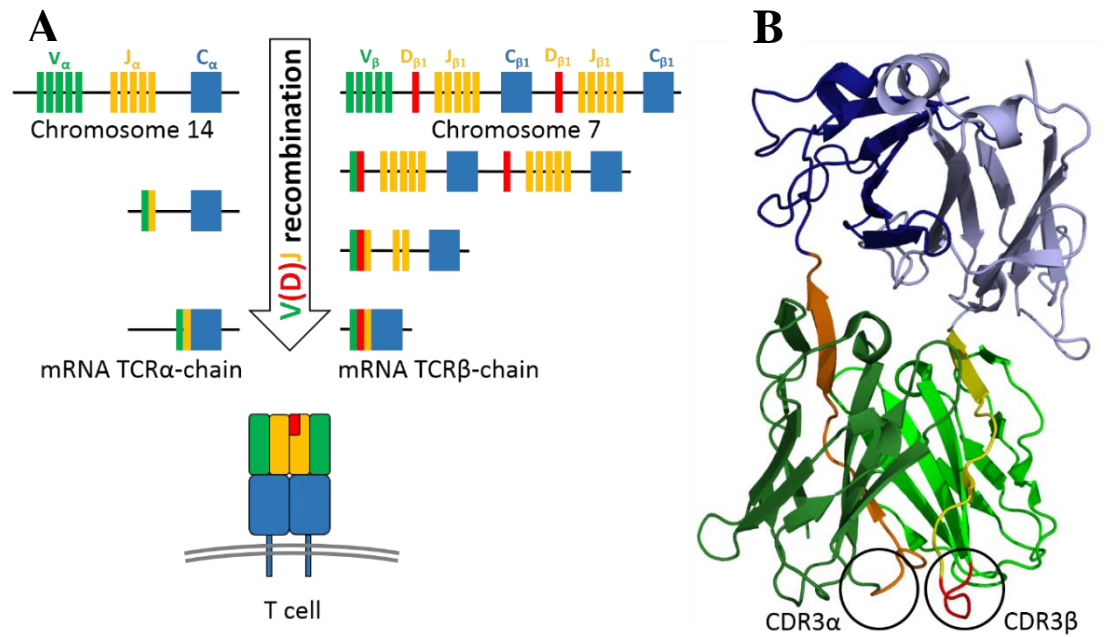 A
B
Vα Jα Cα
Vβ Dβ1 Jβ1 Cβ1 Dβ1 Jβ1 Cβ1
Chromosome 14
Chromosome 7
V(D)J recombination
mRNA TCRα-chain
mRNA TCRβ-chain
T cell
CDR3α
CDR3β